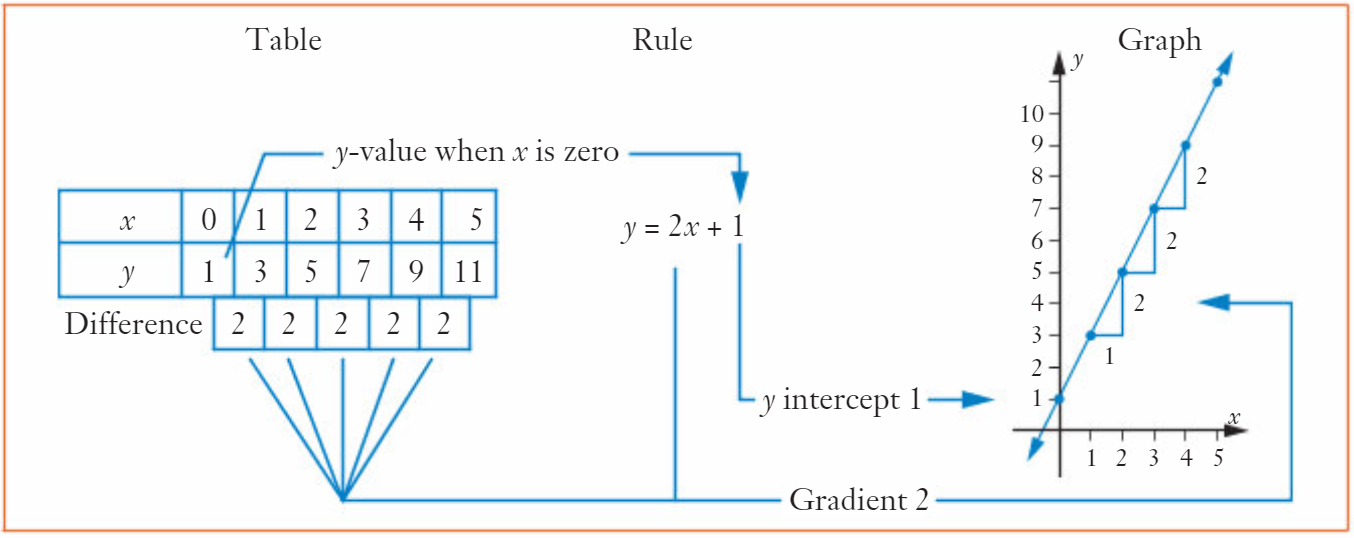 Table
Rule
Graph
y-value when x is zero
x 0 1 2 3 4 5
y 1 3 5 7 9 11
Difference 2 2 2 2 2
y = 2x + 1
y intercept 1
Gradient 2
y
10
9
8
7
6
5
4
3
2
1
2
2
2
1
x
1 2 3 4 5